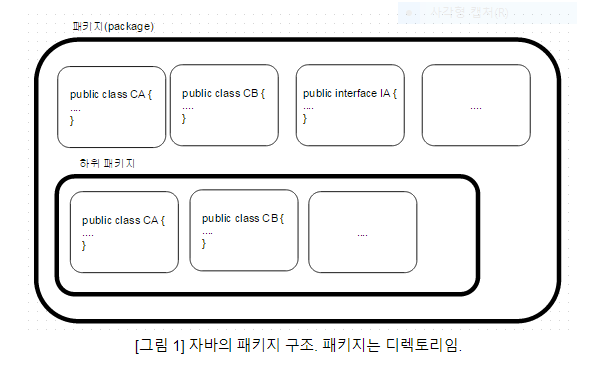 사각형 캡처(R)
패키지(package)
public class CA {
....
}
public class CB {
....
}
public interface IA {
....
}
....
하위 패키지
public class CA {
....
}
public class CB {
....
}
....
[그림 1] 자바의 패키지 구조. 패키지는 디렉토리임.